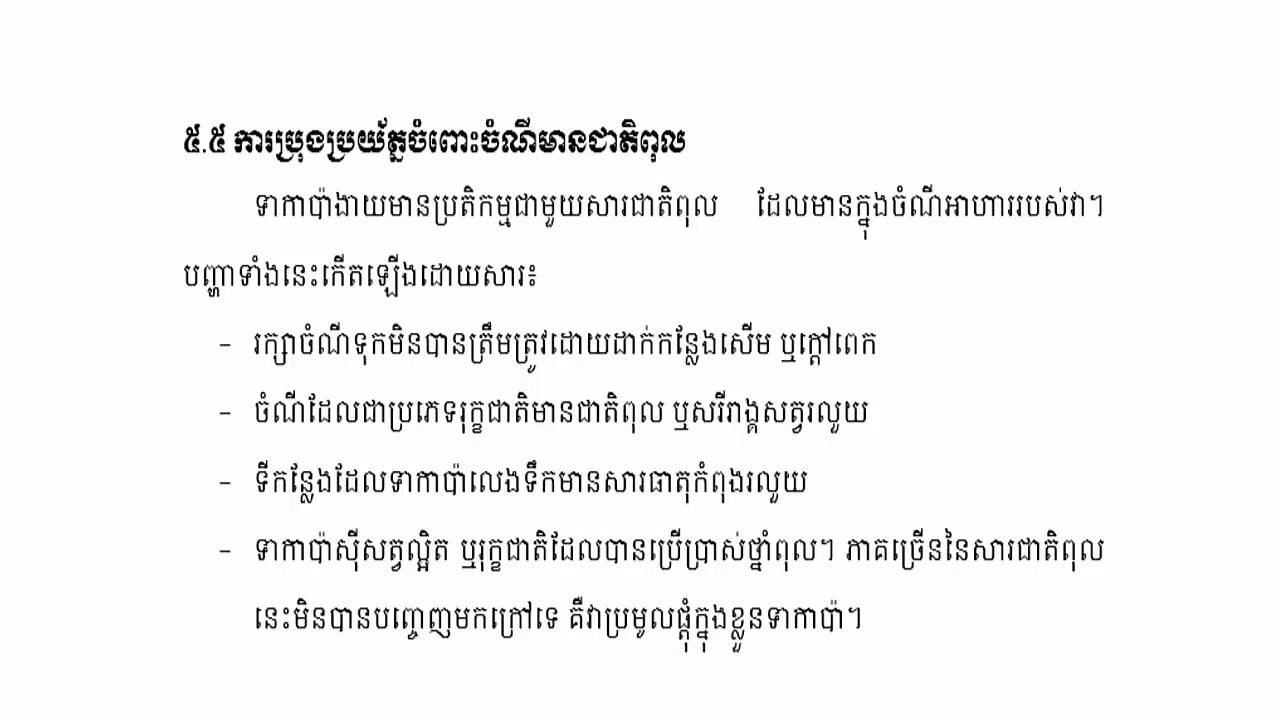 ៥.៥ ការប្រុងប្រយ័ត្នចំពោះចំណីមានជាតិពុល
ទាកាប៉ាងាយមានប្រតិកម្មជាមួយសារជាតិពុល ដែលមានក្នុងចំណីអាហាររបស់វា។
បញ្ហាទាំងនេះកើតឡើងដោយសារ៖
- រក្សាចំណីទុកមិនបានត្រឹមត្រូវដោយដាក់កន្លែងសើម ឬក្តៅពេក
- ចំណីដែលជាប្រភេទរុក្ខជាតិមានជាតិពុល ឬសរីរាង្គសត្វរលួយ
- ទីកន្លែងដែលទាកាប៉ាលេងទឹកមានសារធាតុកំពុងរលួយ
- ទាកាប៉ាស៊ីសត្វល្អិត ឬរុក្ខជាតិដែលបានប្រើប្រាស់ថ្នាំពុល។ ភាគច្រើននៃសារជាតិពុល
នេះមិនបានបញ្ចេញមកក្រៅទេ គឺវាប្រមូលផ្តុំក្នុងខ្លួនទាកាប៉ា។